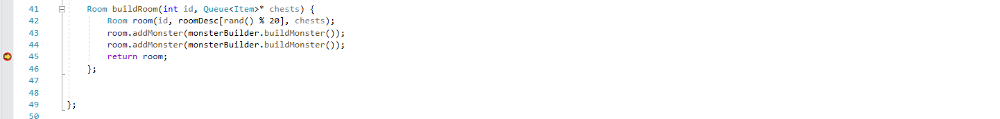 41 Room buildRoom(int id, Queue<Item>* chests) {
42 Room room(id, roomDesc[rand() % 20], chests);
43 room.addMonster(monsterBuilder.buildMonster());
44 room.addMonster(monsterBuilder.buildMonster());
45 return room;
46 };
47
48
49 };
50